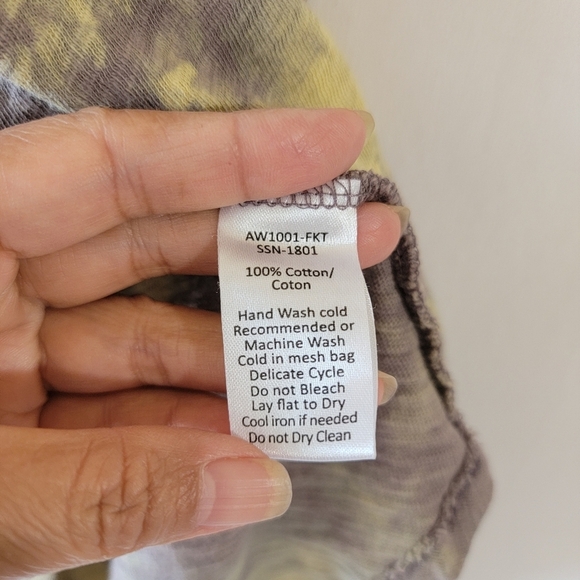 AW1001-FKT
SSN-1801
100% Cotton/
Coton
Hand Wash cold
Recommended or
Machine Wash
Cold in mesh bag
Delicate Cycle
Do not Bleach
Lay flat to Dry
Cool iron if needed
Do not Dry Clean